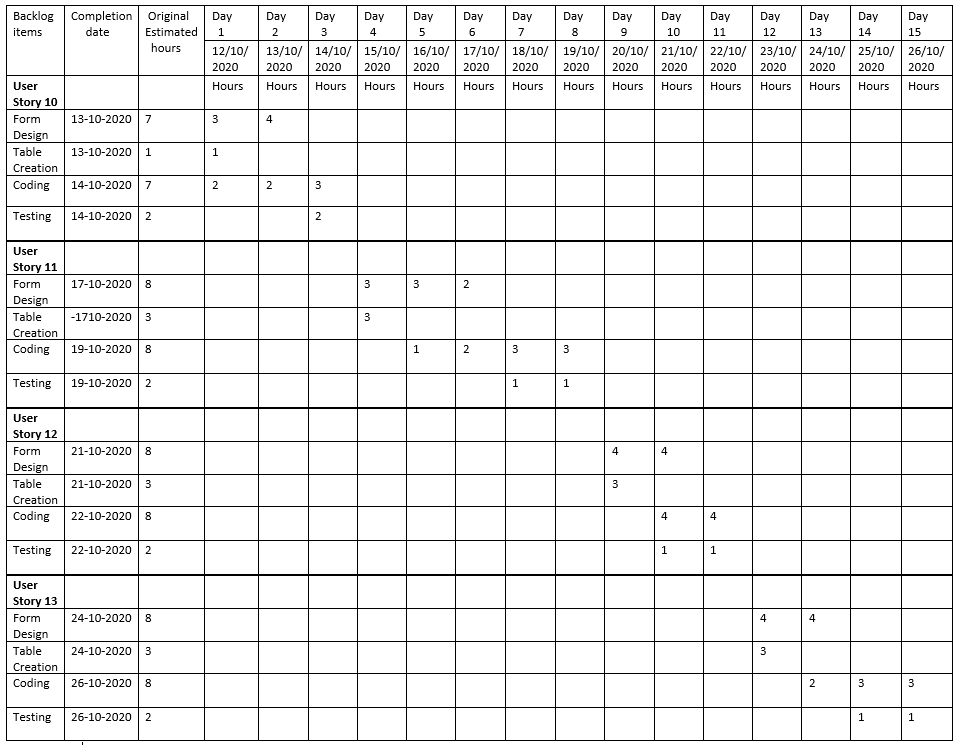 Backlog items Completion date Original Estimated hours Day 1 Day 2 Day 3 Day 4 Day 5 Day 6 Day 7 Day 8 Day 9 Day 10 Day 11 Day 12 Day 13 Day 14 Day 15
12/10/2020 13/10/2020 14/10/2020 15/10/2020 16/10/2020 17/10/2020 18/10/2020 19/10/2020 20/10/2020 21/10/2020 22/10/2020 23/10/2020 24/10/2020 25/10/2020 26/10/2020
User Story 10 Hours Hours Hours Hours Hours Hours Hours Hours Hours Hours Hours Hours Hours Hours Hours
Form Design 13-10-2020 7 3 4
Table Creation 13-10-2020 1 1
Coding 14-10-2020 7 2 2 3
Testing 14-10-2020 2 2
User Story 11
Form Design 17-10-2020 8 3 3 2
Table Creation -1710-2020 3 3
Coding 19-10-2020 8 1 2 3 3
Testing 19-10-2020 2 1 1
User Story 12
Form Design 21-10-2020 8 4 4
Table Creation 21-10-2020 3 3
Coding 22-10-2020 8 4 4
Testing 22-10-2020 2 1 1
User Story 13
Form Design 24-10-2020 8 4 4
Table Creation 24-10-2020 3 3
Coding 26-10-2020 8 2 3 3
Testing 26-10-2020 2 1 1